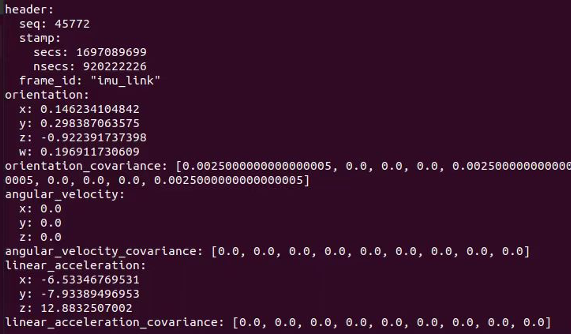 header:
  seq: 45772
  stamp:
    secs: 1697089699
    nsecs: 920222226
  frame_id: "imu_link"
orientation:
  x: 0.146234104842
  y: 0.298387063575
  z: -0.922391737398
  w: 0.196911730609
orientation_covariance: [0.0025000000000000005, 0.0, 0.0, 0.0, 0.002500000000000
0005, 0.0, 0.0, 0.0, 0.0025000000000000005]
angular_velocity:
  x: 0.0
  y: 0.0
  z: 0.0
angular_velocity_covariance: [0.0, 0.0, 0.0, 0.0, 0.0, 0.0, 0.0, 0.0, 0.0]
linear_acceleration:
  x: -6.53346769531
  y: -7.93389496953
  z: 12.8832507002
linear_acceleration_covariance: [0.0, 0.0, 0.0, 0.0, 0.0, 0.0, 0.0, 0.0, 0.0]